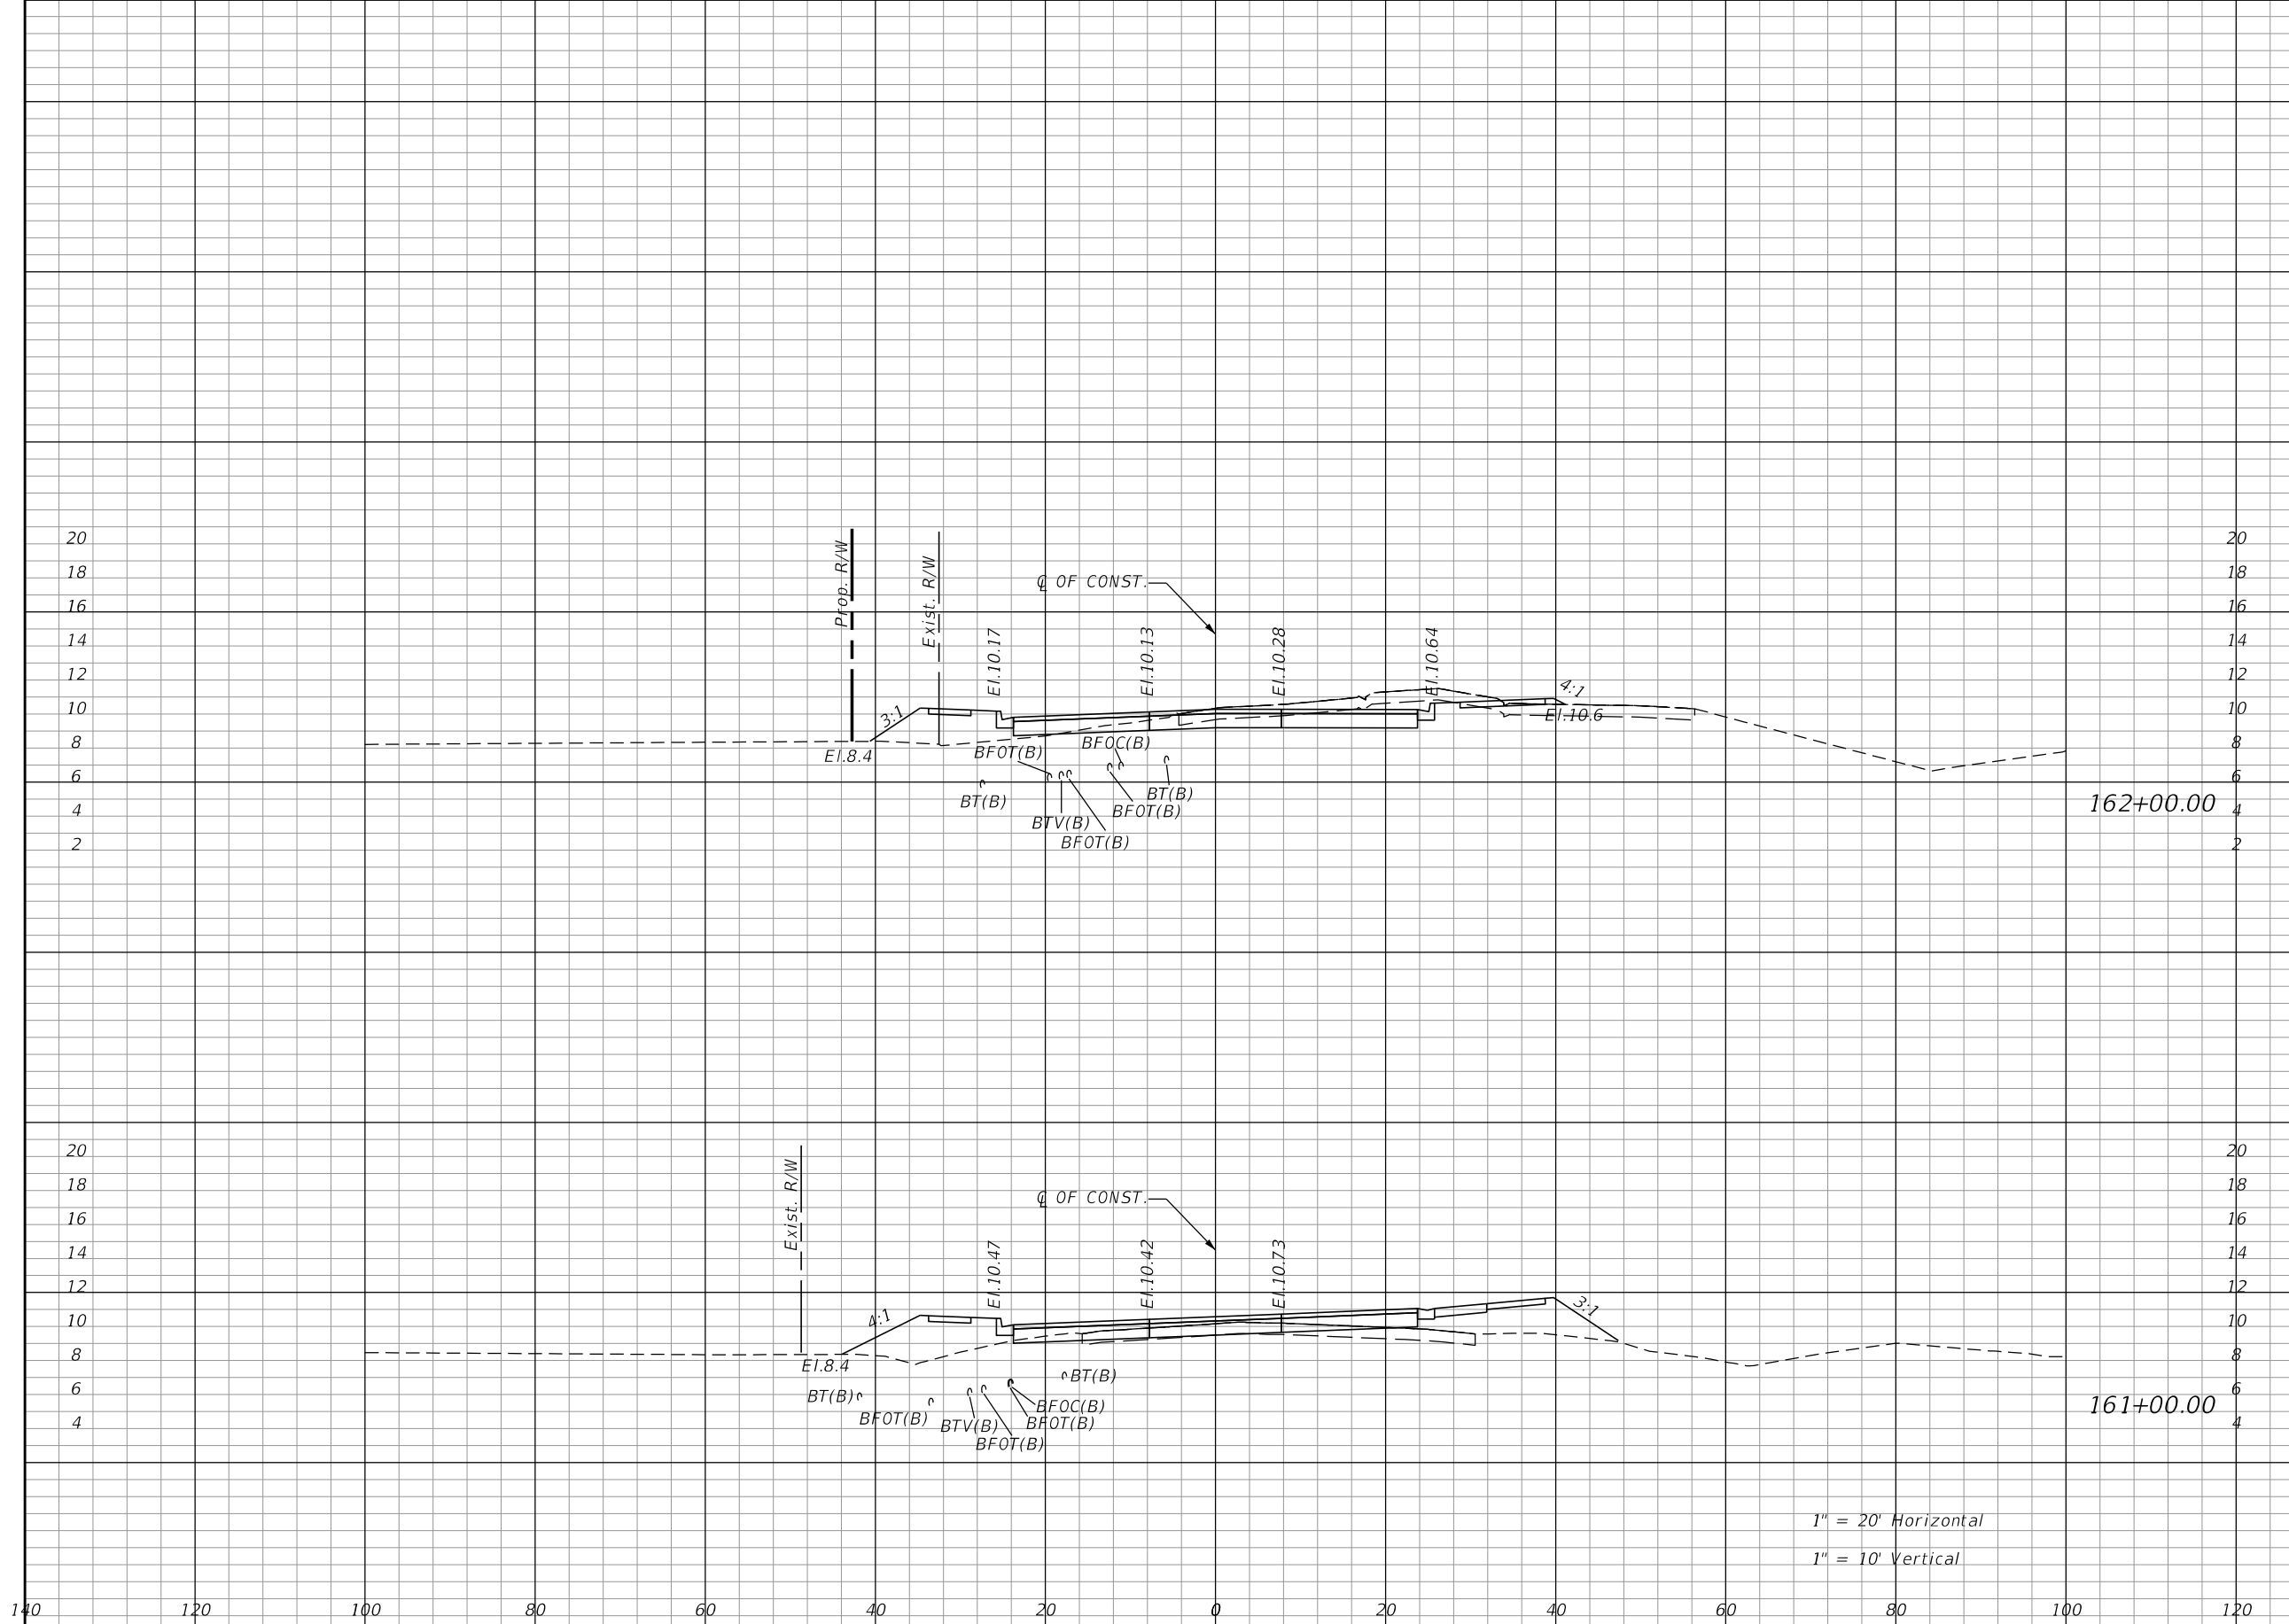 20 20
Prop. R/W
Exist. R/W
18 18
℄ OF CONST.
16 16
El.10.17
El.10.13
El.10.28
El.10.64
14 14
12 12
4:1
3:1
10 10
El.10.6
8 8
El.8.4
BFOT(B)
BFOC(B)
6 6
BT(B)
BT(B)
162+00.00
4 4
BFOT(B)
BTV(B)
BFOT(B)
2 2
20 20
Exist. R/W
18 18
℄ OF CONST.
16 16
El.10.47
El.10.42
El.10.73
14 14
12 12
4:1
3:1
10 10
8 8
El.8.4
BT(B)
6 6
BT(B)
BFOC(B)
161+00.00
4 4
BFOT(B)
BFOT(B)
BTV(B)
BFOT(B)
1" = 20' Horizontal
1" = 10' Vertical
140 120 100 80 60 40 20 0 20 40 60 80 100 120